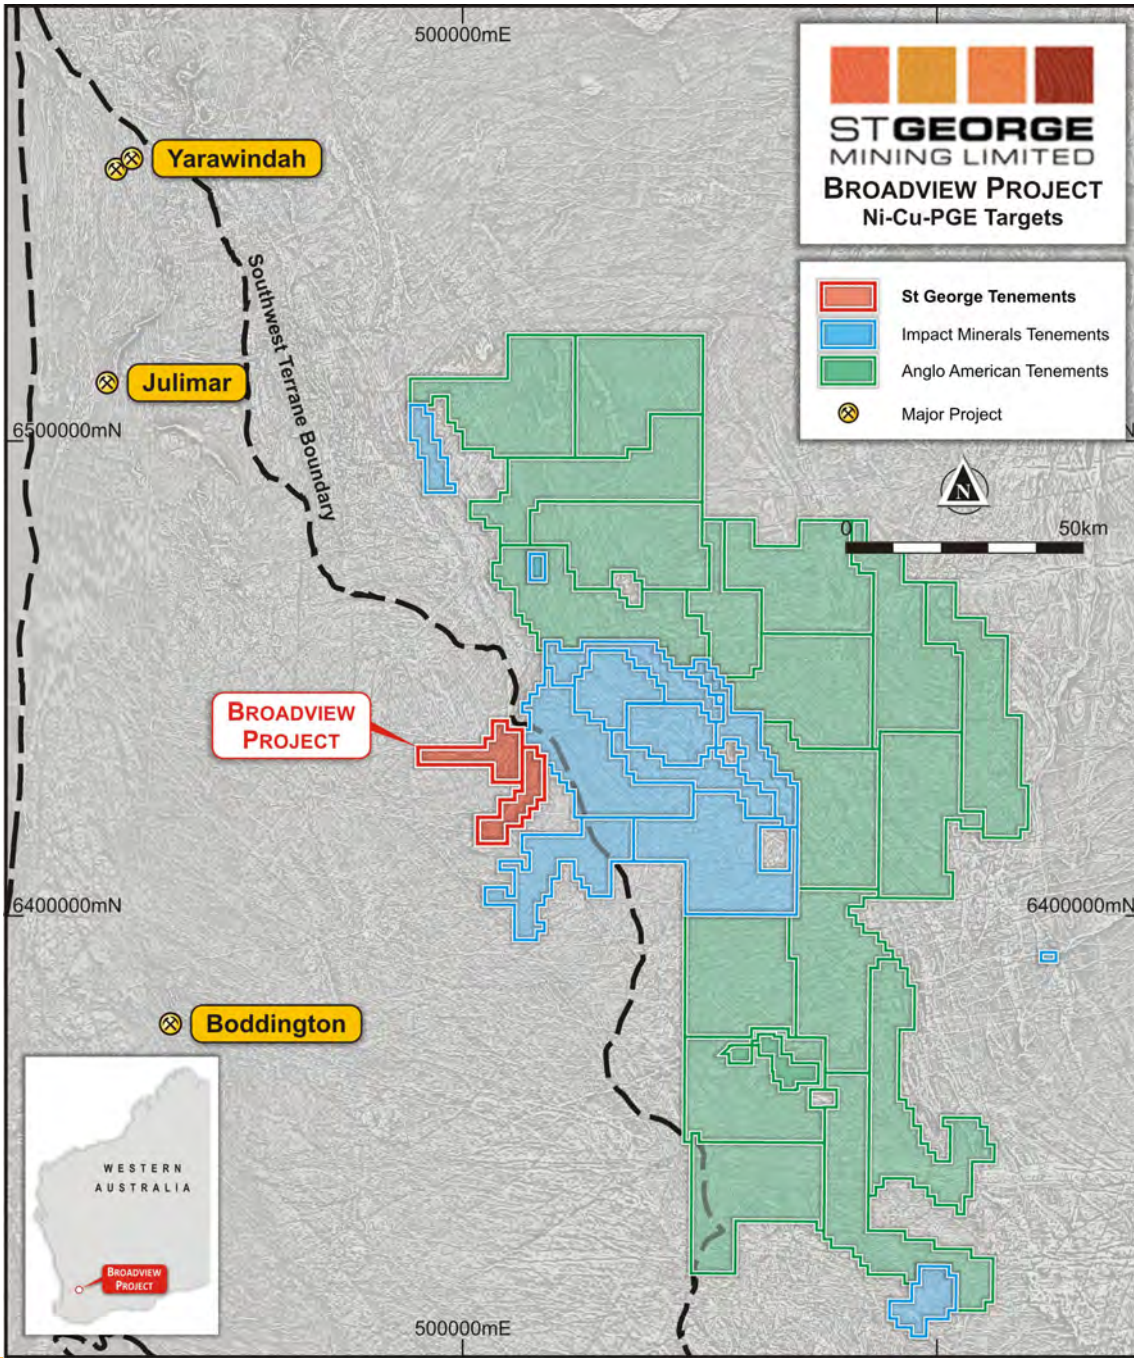 500000mE
STGEORGE
MINING LIMITED
BROADVIEW PROJECT
Ni-Cu-PGE Targets
Yarawindah
Southwest Terrane Boundary
St George Tenements
Impact Minerals Tenements
Anglo American Tenements
Major Project
Julimar
6500000mN
N
N
0
50km
BROADVIEW
PROJECT
6400000mN
6400000mN
Boddington
WESTERN
AUSTRALIA
BROADVIEW
PROJECT
500000mE